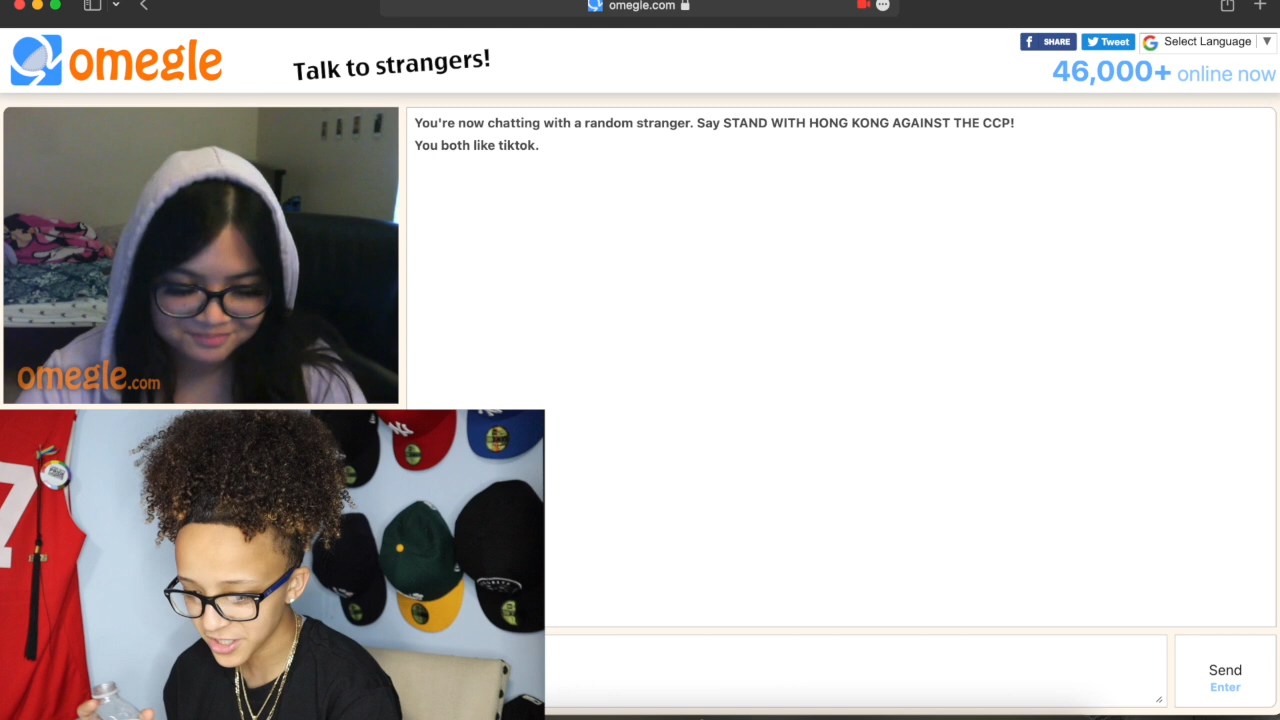 omegle.com
omegle
Talk to strangers!
SHARE
Tweet
Select Language
46,000+ online now
You're now chatting with a random stranger. Say STAND WITH HONG KONG AGAINST THE CCP!
You both like tiktok.
omegle.com
7
Send
Enter